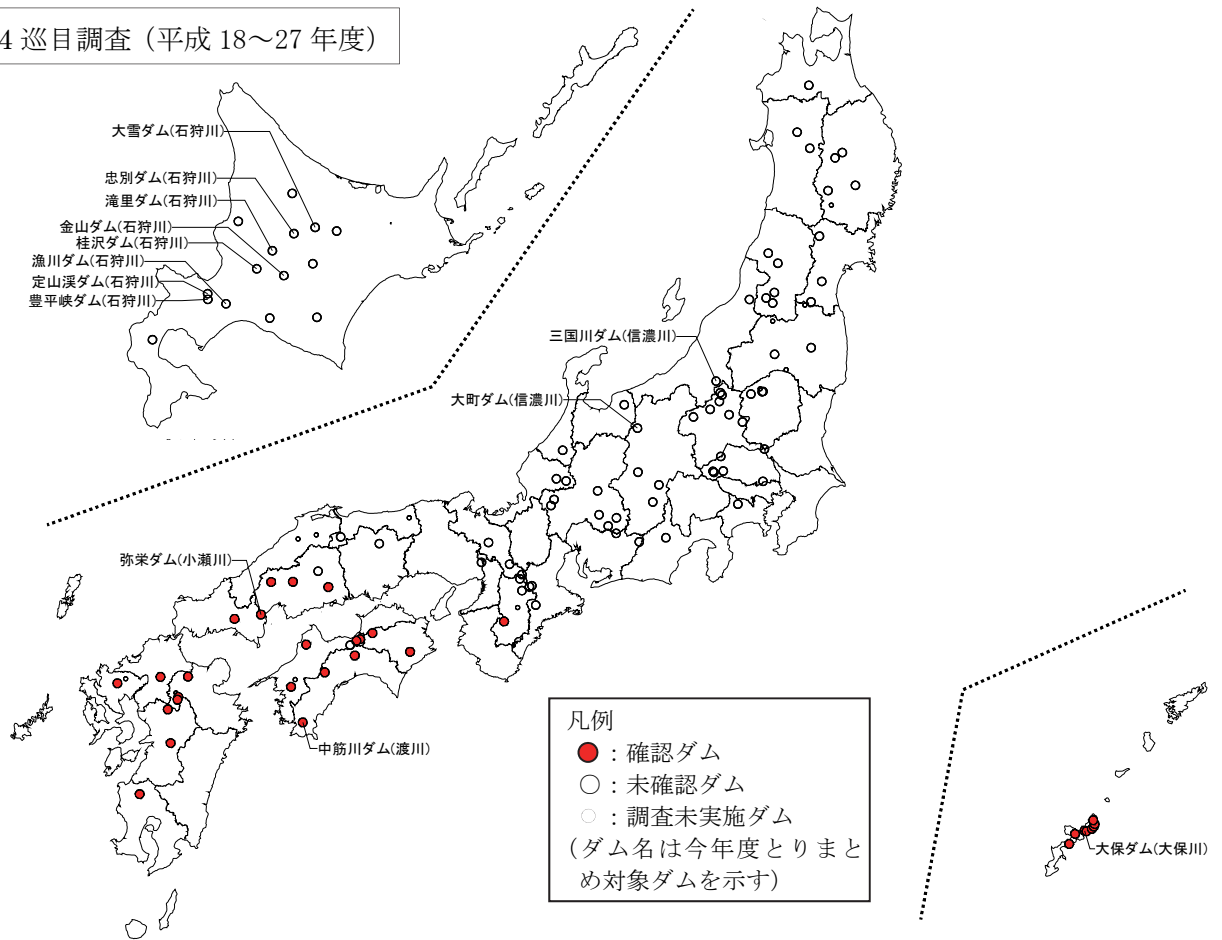 4 巡目調査（平成 18～27 年度）
大雪ダム(石狩川)
忠別ダム(石狩川)
滝里ダム(石狩川)
金山ダム(石狩川)
桂沢ダム(石狩川)
漁川ダム(石狩川)
定山渓ダム(石狩川)
豊平峡ダム(石狩川)
三国川ダム(信濃川)
大町ダム(信濃川)
弥栄ダム(小瀬川)
中筋川ダム(渡川)
大保ダム(大保川)
凡例
：確認ダム
：未確認ダム
：調査未実施ダム
(ダム名は今年度とりまと
め対象ダムを示す)